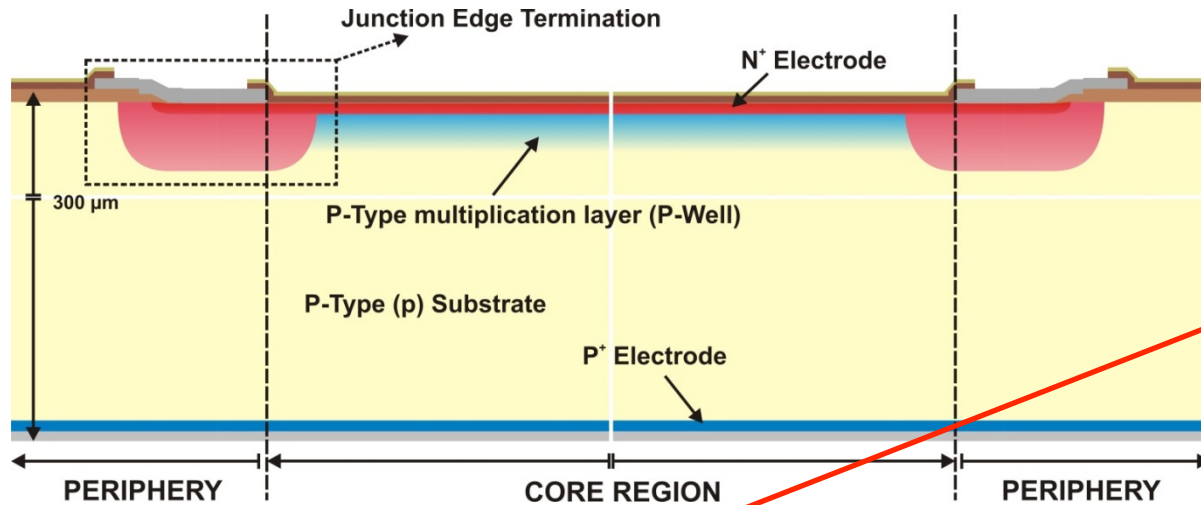 Junction Edge Termination
N⁺ Electrode
300 µm
P-Type multiplication layer (P-Well)
P-Type (p) Substrate
P⁺ Electrode
PERIPHERY
CORE REGION
PERIPHERY